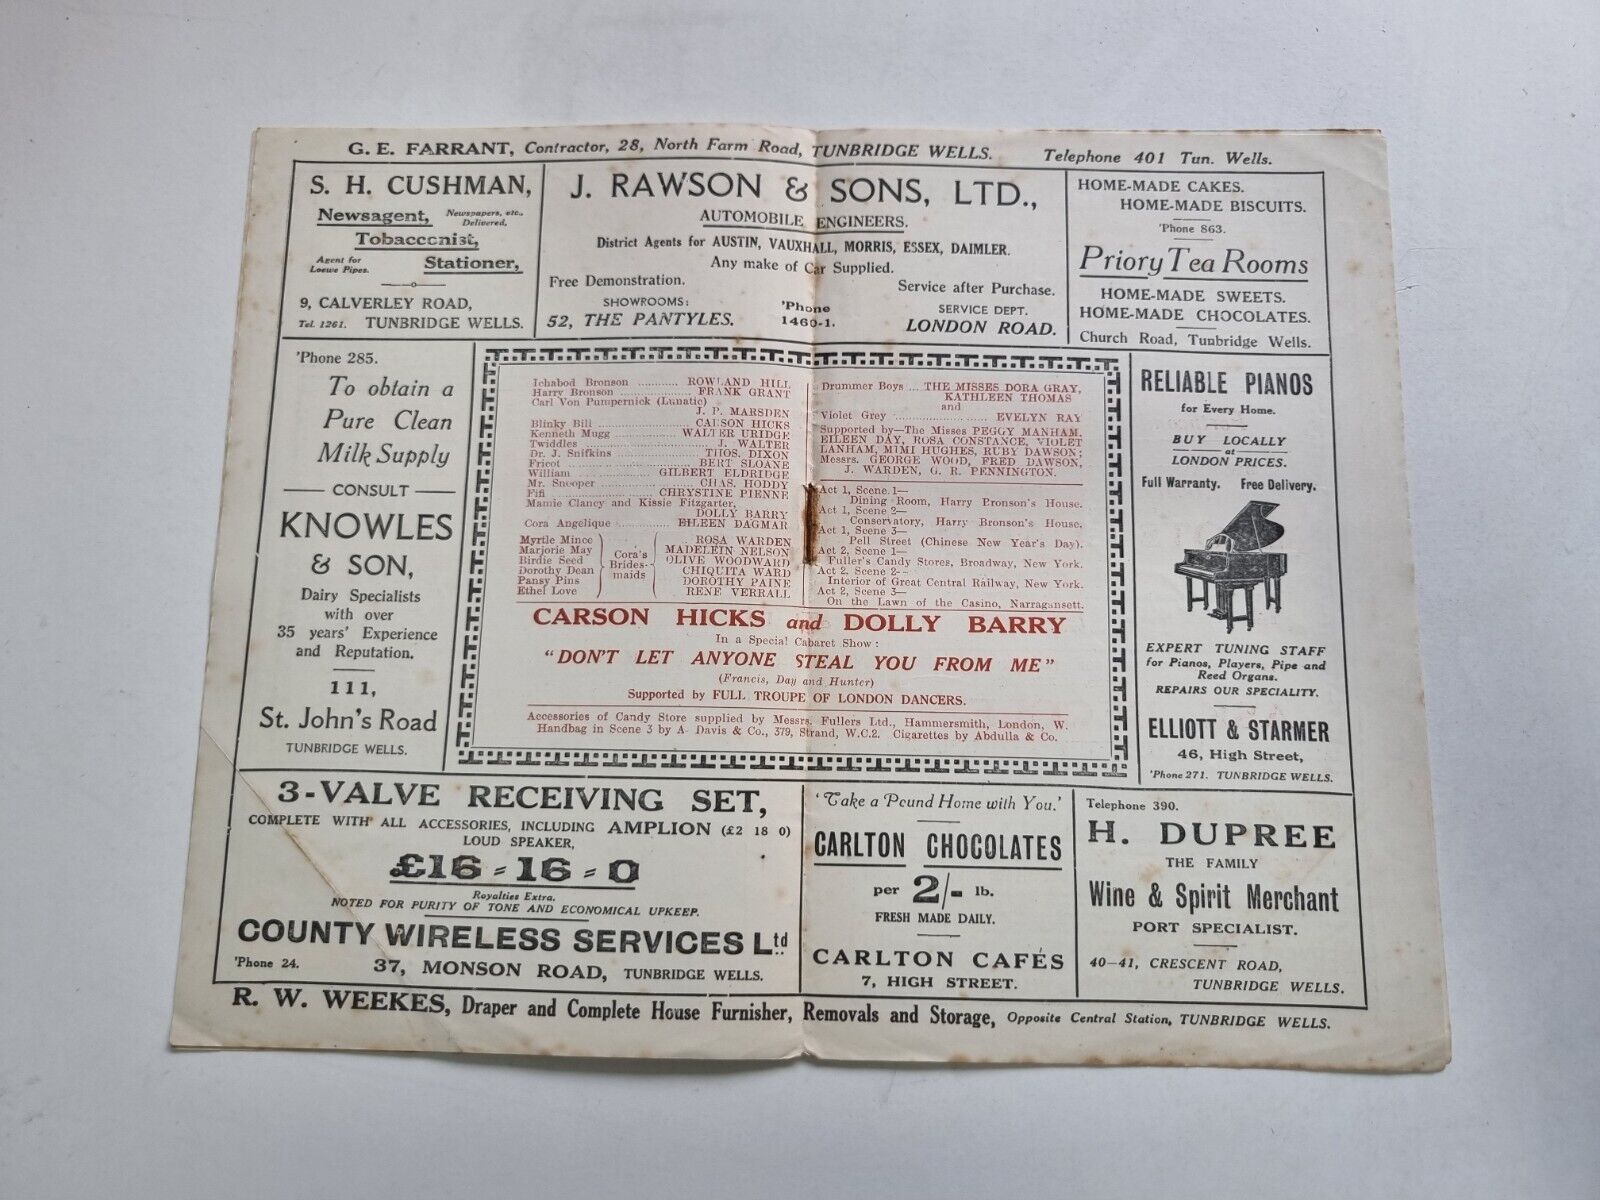 G. E. FARRANT, Contractor, 28, North Farm Road, TUNBRIDGE WELLS. Telephone 401 Tun. Wells.
S. H. CUSHMAN,
Newsagent, Newspapers, etc., Delivered,
Tobacconist,
Agent for Loewe Pipes. Stationer,
9, CALVERLEY ROAD,
Tel. 1261. TUNBRIDGE WELLS.
J. RAWSON & SONS, LTD.,
AUTOMOBILE ENGINEERS.
District Agents for AUSTIN, VAUXHALL, MORRIS, ESSEX, DAIMLER.
Any make of Car Supplied.
Free Demonstration. Service after Purchase.
SHOWROOMS: 'Phone SERVICE DEPT.
52, THE PANTYLES. 1460-1. LONDON ROAD.
HOME-MADE CAKES.
HOME-MADE BISCUITS.
'Phone 863.
Priory Tea Rooms
HOME-MADE SWEETS.
HOME-MADE CHOCOLATES.
Church Road, Tunbridge Wells.
'Phone 285.
To obtain a
Pure Clean
Milk Supply
CONSULT
KNOWLES
& SON,
Dairy Specialists
with over
35 years' Experience
and Reputation.
111,
St. John's Road
TUNBRIDGE WELLS.
Ichabod Bronson ............ ROWLAND HILL
Harry Bronson .................. FRANK GRANT
Carl Von Pumpernick (Lunatic)
J. P. MARSDEN
Blinky Bill .................. CARSON HICKS
Kenneth Mugg ............... WALTER URIDGE
Twiddles ........................ J. WALTER
Dr. J. Snifkins ............... THOS. DIXON
Fricot ........................ BERT SLOANE
William ............... GILBERT ELDRIDGE
Mr. Snooper .................. CHAS. HODDY
Fifi .................. CHRYSTINE PIENNE
Mamie Clancy and Kissie Fitzgarter,
DOLLY BARRY
Cora Angelique ............ EILEEN DAGMAR
Myrtle Mince ROSA WARDEN
Marjorie May MADELEIN NELSON
Birdie Seed Cora's OLIVE WOODWARD
Dorothy Dean Brides- CHIQUITA WARD
Pansy Pins maids DOROTHY PAINE
Ethel Love RENE VERRALL
Drummer Boys ... THE MISSES DORA GRAY,
KATHLEEN THOMAS
and
Violet Grey ........................ EVELYN RAY
Supported by—The Misses PEGGY MANHAM,
EILEEN DAY, ROSA CONSTANCE, VIOLET
LANHAM, MIMI HUGHES, RUBY DAWSON;
Messrs. GEORGE WOOD, FRED DAWSON,
J. WARDEN, G. R. PENNINGTON.
Act 1, Scene 1—
Dining Room, Harry Bronson's House.
Act 1, Scene 2—
Conservatory, Harry Bronson's House.
Act 1, Scene 3—
Pell Street (Chinese New Year's Day).
Act 2, Scene 1—
Fuller's Candy Stores, Broadway, New York.
Act 2, Scene 2—
Interior of Great Central Railway, New York.
Act 2, Scene 3—
On the Lawn of the Casino, Narragansett.
CARSON HICKS and DOLLY BARRY
In a Special Cabaret Show:
"DON'T LET ANYONE STEAL YOU FROM ME"
(Francis, Day and Hunter)
Supported by FULL TROUPE OF LONDON DANCERS.
Accessories of Candy Store supplied by Messrs. Fullers Ltd., Hammersmith, London, W.
Handbag in Scene 3 by A. Davis & Co., 379, Strand, W.C.2. Cigarettes by Abdulla & Co.
RELIABLE PIANOS
for Every Home.
BUY LOCALLY
at
LONDON PRICES.
Full Warranty. Free Delivery.
EXPERT TUNING STAFF
for Pianos, Players, Pipe and
Reed Organs.
REPAIRS OUR SPECIALITY.
ELLIOTT & STARMER
46, High Street,
'Phone 271. TUNBRIDGE WELLS.
3-VALVE RECEIVING SET,
COMPLETE WITH ALL ACCESSORIES, INCLUDING AMPLION (£2 18 0)
LOUD SPEAKER,
£16 = 16 = 0
Royalties Extra.
NOTED FOR PURITY OF TONE AND ECONOMICAL UPKEEP.
COUNTY WIRELESS SERVICES Ltd
'Phone 24. 37, MONSON ROAD, TUNBRIDGE WELLS.
'Take a Pound Home with You.'
CARLTON CHOCOLATES
per 2/- lb.
FRESH MADE DAILY.
CARLTON CAFÉS
7, HIGH STREET.
Telephone 390.
H. DUPREE
THE FAMILY
Wine & Spirit Merchant
PORT SPECIALIST.
40-41, CRESCENT ROAD,
TUNBRIDGE WELLS.
R. W. WEEKES, Draper and Complete House Furnisher, Removals and Storage, Opposite Central Station, TUNBRIDGE WELLS.